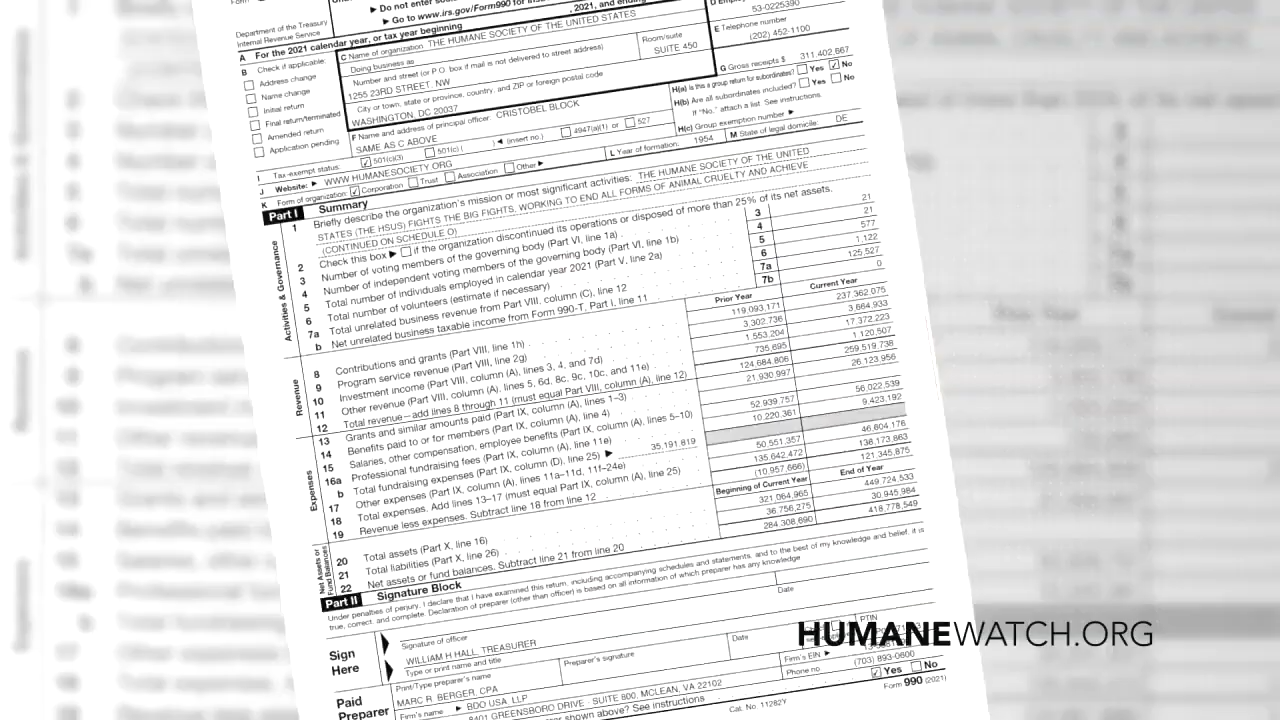 Form
Department of the Treasury
Internal Revenue Service
► Do not enter soc
► Go to www.irs.gov/Form990 for ins
A For the 2021 calendar year, or tax year beginning , 2021, and ending
B Check if applicable:
Address change
Name change
Initial return
Final return/terminated
Amended return
Application pending
C Name of organization THE HUMANE SOCIETY OF THE UNITED STATES
Doing business as
Number and street (or P.O. box if mail is not delivered to street address)
Room/suite
1255 23RD STREET, NW
SUITE 450
City or town, state or province, country, and ZIP or foreign postal code
WASHINGTON, DC 20037
53-0225390
E Telephone number
(202) 452-1100
G Gross receipts $ 311,402,667
F Name and address of principal officer: CRISTOBEL BLOCK
SAME AS C ABOVE
H(a) Is this a group return for subordinates? Yes ✓ No
H(b) Are all subordinates included? Yes No
If "No," attach a list See instructions.
H(c) Group exemption number ►
I Tax-exempt status: ✓ 501(c)(3) 501(c) ( ) ◄ (insert no.) 4947(a)(1) or 527
J Website: ► WWW HUMANESOCIETY ORG
K Form of organization: ✓ Corporation Trust Association Other ►
L Year of formation: 1954
M State of legal domicile: DE
Part I Summary
1 Briefly describe the organization's mission or most significant activities: THE HUMANE SOCIETY OF THE UNITED
STATES (THE HSUS) FIGHTS THE BIG FIGHTS, WORKING TO END ALL FORMS OF ANIMAL CRUELTY AND ACHIEVE
(CONTINUED ON SCHEDULE O)
2 Check this box ► if the organization discontinued its operations or disposed of more than 25% of its net assets.
3 Number of voting members of the governing body (Part VI, line 1a) 3 21
4 Number of independent voting members of the governing body (Part VI, line 1b) 4 21
5 Total number of individuals employed in calendar year 2021 (Part V, line 2a) 5 577
6 Total number of volunteers (estimate if necessary) 6 1,122
7a Total unrelated business revenue from Part VIII, column (C), line 12 7a 125,527
b Net unrelated business taxable income from Form 990-T, Part I, line 11 7b 0
Activities & Governance
Prior Year Current Year
8 Contributions and grants (Part VIII, line 1h) 119,093,171 237,362,075
9 Program service revenue (Part VIII, line 2g) 3,302,736 3,664,933
10 Investment income (Part VIII, column (A), lines 3, 4, and 7d) 1,553,204 17,372,223
11 Other revenue (Part VIII, column (A), lines 5, 6d, 8c, 9c, 10c, and 11e) 735,695 1,120,507
12 Total revenue—add lines 8 through 11 (must equal Part VIII, column (A), line 12) 124,684,806 259,519,738
Revenue
13 Grants and similar amounts paid (Part IX, column (A), lines 1–3) 21,930,997 26,123,956
14 Benefits paid to or for members (Part IX, column (A), line 4)
15 Salaries, other compensation, employee benefits (Part IX, column (A), lines 5–10) 52,939,757 56,022,539
16a Professional fundraising fees (Part IX, column (A), line 11e) 10,220,361 9,423,192
b Total fundraising expenses (Part IX, column (D), line 25) ► 35,191,819
17 Other expenses (Part IX, column (A), lines 11a–11d, 11f–24e) 50,551,357 46,604,176
18 Total expenses. Add lines 13–17 (must equal Part IX, column (A), line 25) 135,642,472 138,173,863
19 Revenue less expenses. Subtract line 18 from line 12 (10,957,666) 121,345,875
Expenses
Beginning of Current Year End of Year
20 Total assets (Part X, line 16) 321,064,965 449,724,533
21 Total liabilities (Part X, line 26) 36,756,275 30,945,984
22 Net assets or fund balances. Subtract line 21 from line 20 284,308,690 418,778,549
Net Assets or Fund Balances
Part II Signature Block
Under penalties of perjury, I declare that I have examined this return, including accompanying schedules and statements, and to the best of my knowledge and belief, it is
true, correct, and complete. Declaration of preparer (other than officer) is based on all information of which preparer has any knowledge
Sign
Here
Signature of officer
Date
WILLIAM H HALL, TREASURER
Type or print name and title
Paid
Preparer
Print/Type preparer's name
Preparer's signature
Date
PTIN
MARC R. BERGER, CPA
Firm's name ► BDO USA, LLP
Firm's EIN ►
8401 GREENSBORO DRIVE SUITE 800, MCLEAN, VA 22102
Phone no (703) 893-0600
shown above? See instructions ✓ Yes No
Cat. No. 11282Y
Form 990 (2021)
HUMANEWATCH.ORG